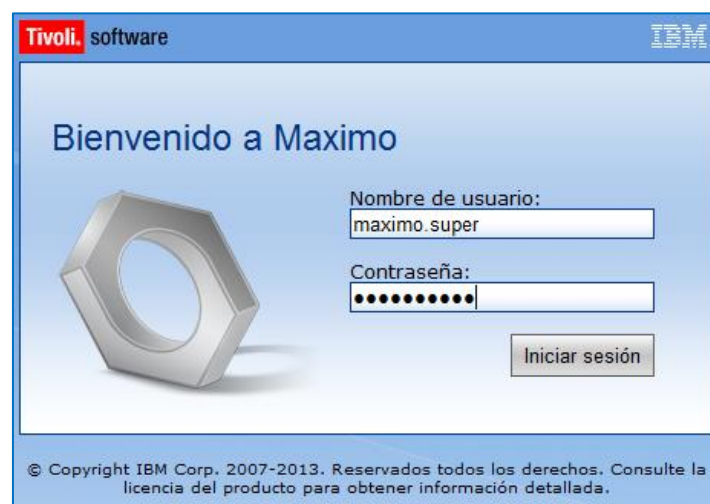 Tivoli. software
IBM
Bienvenido a Maximo
Nombre de usuario:
maximo.super
Contraseña:
••••••••••
Iniciar sesión
© Copyright IBM Corp. 2007-2013. Reservados todos los derechos. Consulte la
licencia del producto para obtener información detallada.